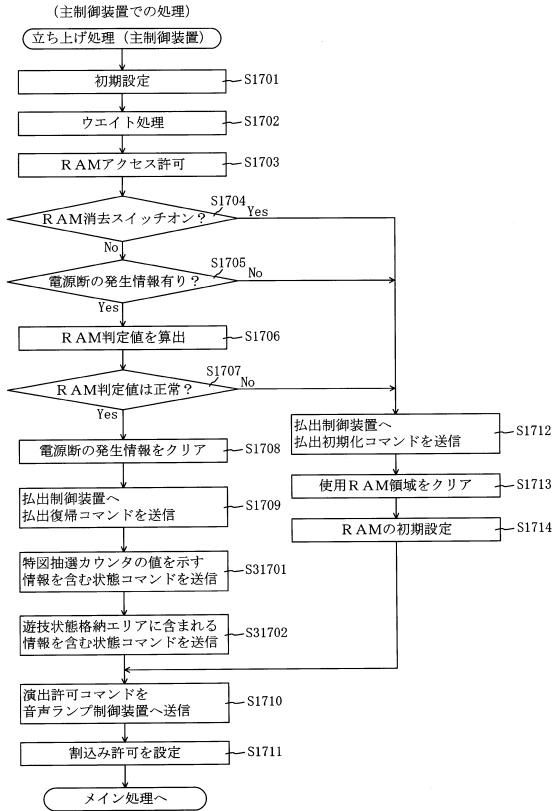 (主制御装置での処理)
立ち上げ処理(主制御装置)
初期設定
S1701
ウエイト処理
S1702
RAMアクセス許可
S1703
RAM消去スイッチオン?
S1704
Yes
No
電源断の発生情報有り?
S1705
No
Yes
RAM判定値を算出
S1706
RAM判定値は正常?
S1707
No
Yes
電源断の発生情報をクリア
S1708
払出制御装置へ
払出復帰コマンドを送信
S1709
特図抽選カウンタの値を示す
情報を含む状態コマンドを送信
S31701
遊技状態格納エリアに含まれる
情報を含む状態コマンドを送信
S31702
払出制御装置へ
払出初期化コマンドを送信
S1712
使用RAM領域をクリア
S1713
RAMの初期設定
S1714
演出許可コマンドを
音声ランプ制御装置へ送信
S1710
割込み許可を設定
S1711
メイン処理へ